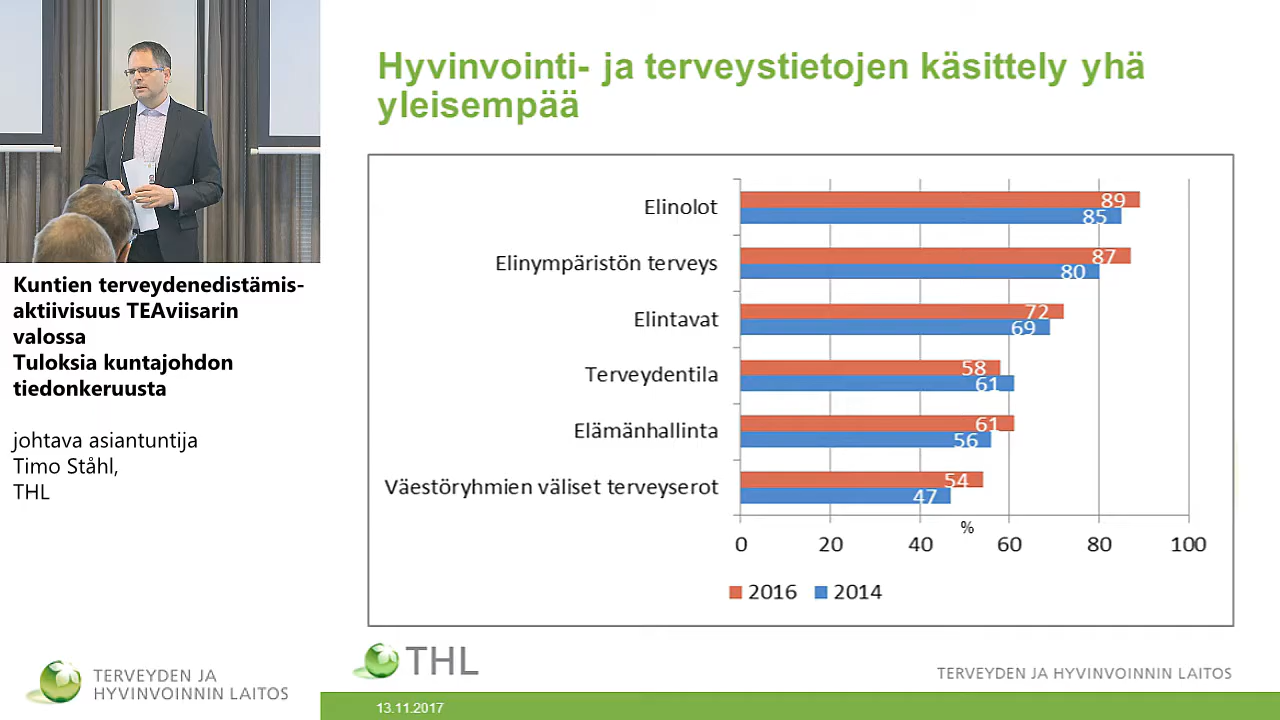 Hyvinvointi- ja terveystietojen käsittely yhä
yleisempää
Kuntien terveydenedistämis-
aktiivisuus TEAviisarin
valossa
Tuloksia kuntajohdon
tiedonkeruusta
johtava asiantuntija
Timo Ståhl,
THL
TERVEYDEN JA
HYVINVOINNIN LAITOS
Elinolot
89
85
Elinympäristön terveys
87
80
Elintavat
72
69
Terveydentila
58
61
Elämänhallinta
61
56
Väestöryhmien väliset terveyserot
54
47
%
0 20 40 60 80 100
2016 2014
THL
TERVEYDEN JA HYVINVOINNIN LAITOS
13.11.2017